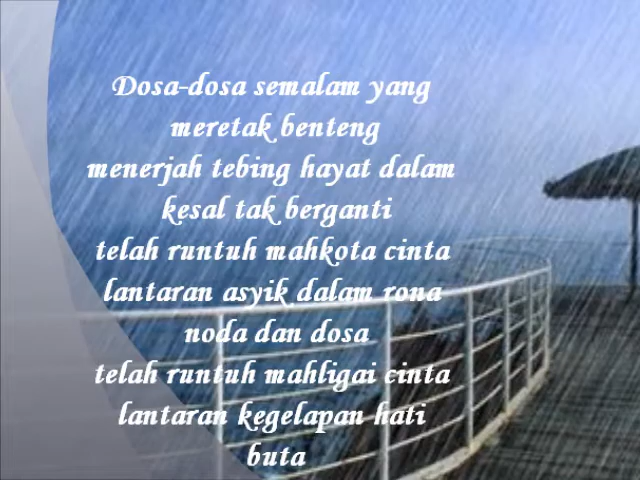 Dosa-dosa semalam yang
meretak benteng
menerjah tebing hayat dalam
kesal tak berganti
telah runtuh mahkota cinta
lantaran asyik dalam rona
noda dan dosa
telah runtuh mahligai cinta
lantaran kegelapan hati
buta